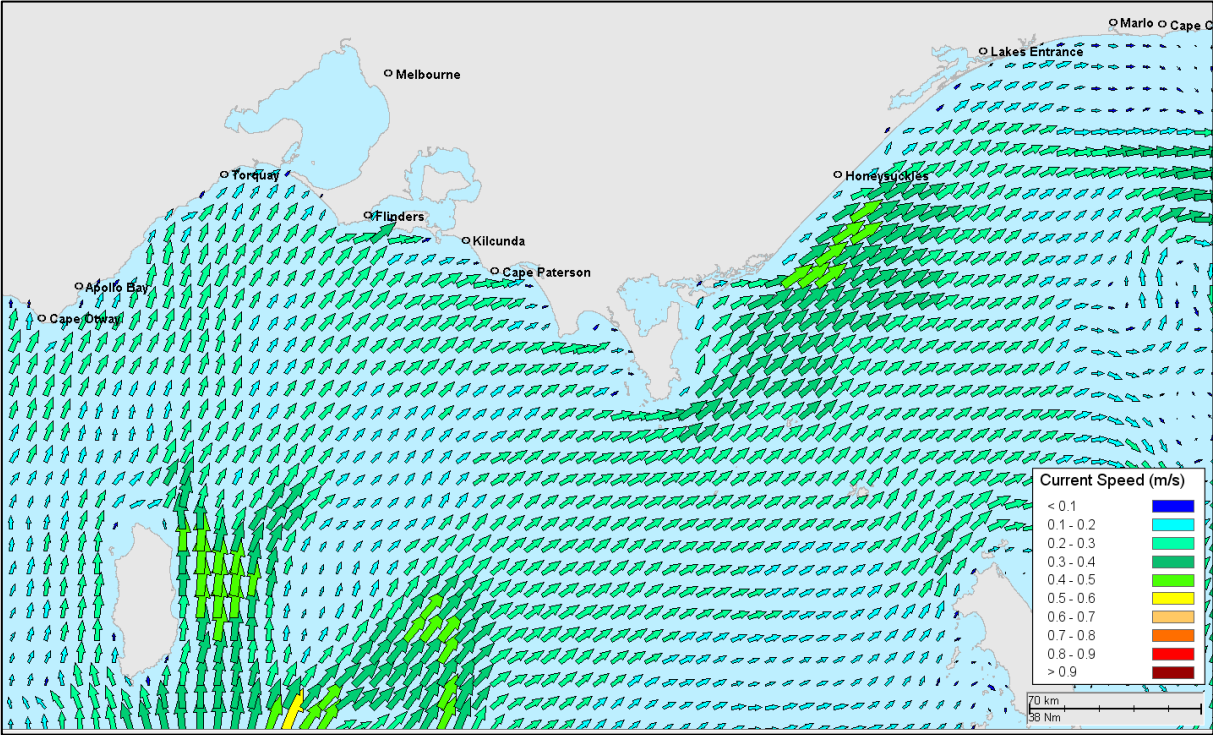 Marlo
Cape C
Lakes Entrance
Melbourne
Torquay
Honeysuckles
Flinders
Kilcunda
Cape Paterson
Apollo Bay
Cape Otway
Current Speed (m/s)
< 0.1
0.1 - 0.2
0.2 - 0.3
0.3 - 0.4
0.4 - 0.5
0.5 - 0.6
0.6 - 0.7
0.7 - 0.8
0.8 - 0.9
> 0.9
70 km
38 Nm